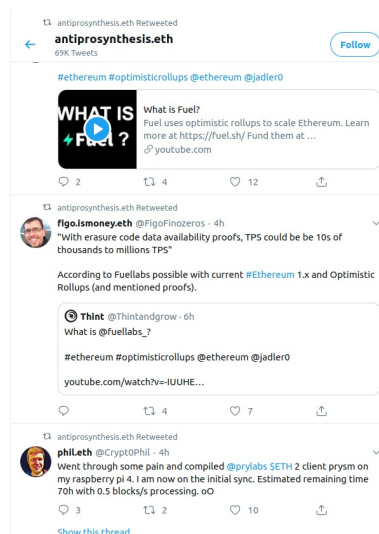 antiprosynthesis.eth Retweeted
antiprosynthesis.eth
69K Tweets
Follow
#ethereum #optimisticrollups @ethereum @jadler0
WHAT IS
Fuel ?
What is Fuel?
Fuel uses optimistic rollups to scale Ethereum. Learn
more at https://fuel.sh/ Fund them at …
youtube.com
2 4 12
antiprosynthesis.eth Retweeted
figo.ismoney.eth @FigoFinozeros · 4h
"With erasure code data availability proofs, TPS could be be 10s of
thousands to millions TPS"
According to Fuellabs possible with current #Ethereum 1.x and Optimistic
Rollups (and mentioned proofs).
Thint @Thintandgrow · 6h
What is @fuellabs_?
#ethereum #optimisticrollups @ethereum @jadler0
youtube.com/watch?v=-IUUHE…
4 7
antiprosynthesis.eth Retweeted
phil.eth @Crypt0Phil · 4h
Went through some pain and compiled @prylabs $ETH 2 client prysm on
my raspberry pi 4. I am now on the initial sync. Estimated remaining time
70h with 0.5 blocks/s processing. oO
3 2 10
Show this thread